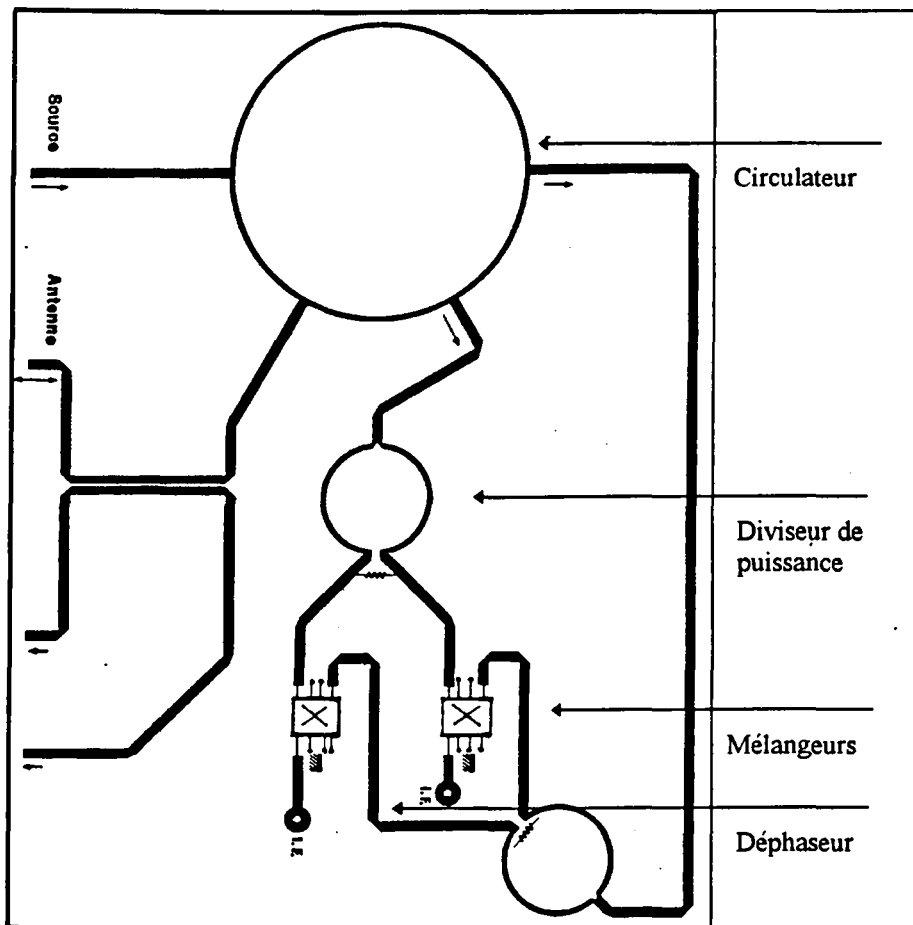 Source
Circulateur
Antenne
Diviseur de
puissance
Mélangeurs
I.F.
I.F.
Déphaseur